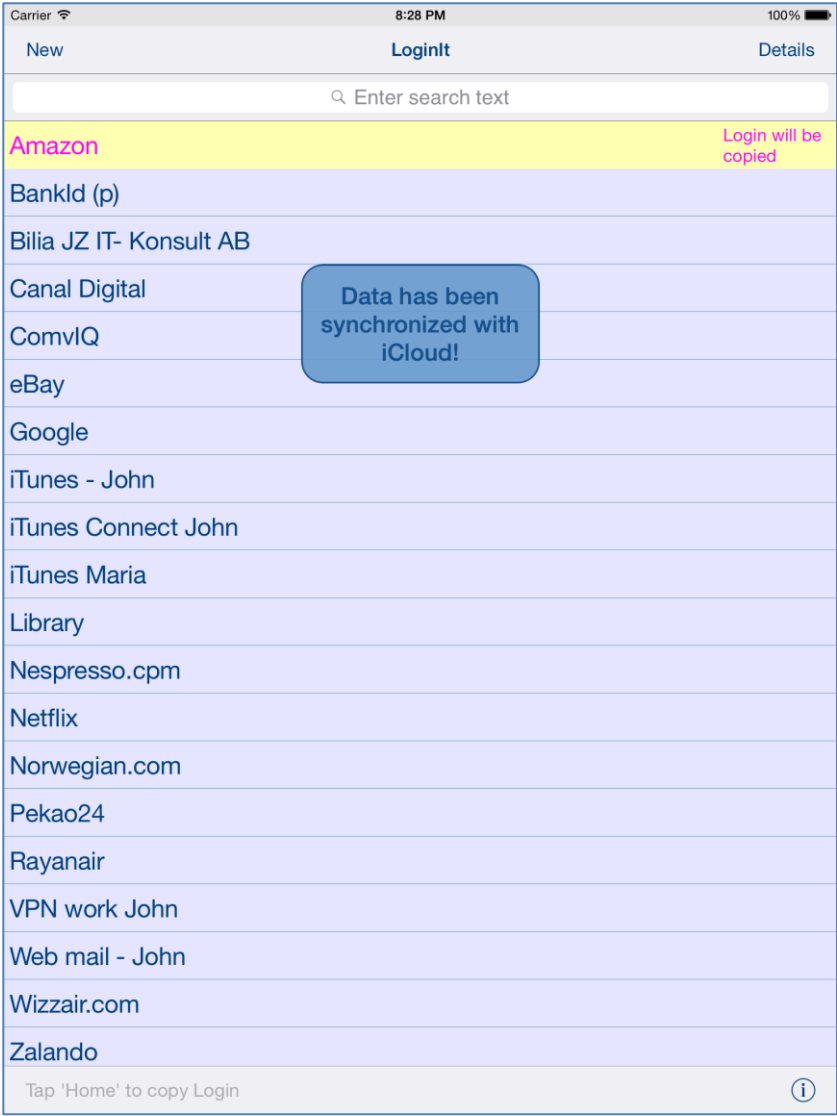 Carrier 8:28 PM 100%
New LoginIt Details
Enter search text
Amazon Login will be
copied
BankId (p)
Bilia JZ IT- Konsult AB
Canal Digital
Data has been
synchronized with
iCloud!
ComvIQ
eBay
Google
iTunes - John
iTunes Connect John
iTunes Maria
Library
Nespresso.cpm
Netflix
Norwegian.com
Pekao24
Rayanair
VPN work John
Web mail - John
Wizzair.com
Zalando
Tap 'Home' to copy Login i